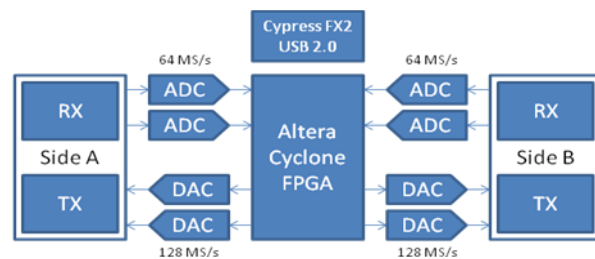 Cypress FX2
USB 2.0
64 MS/s
64 MS/s
RX
ADC
ADC
Side A
Altera
Cyclone
FPGA
ADC
ADC
RX
Side B
TX
DAC
DAC
DAC
DAC
TX
128 MS/s
128 MS/s